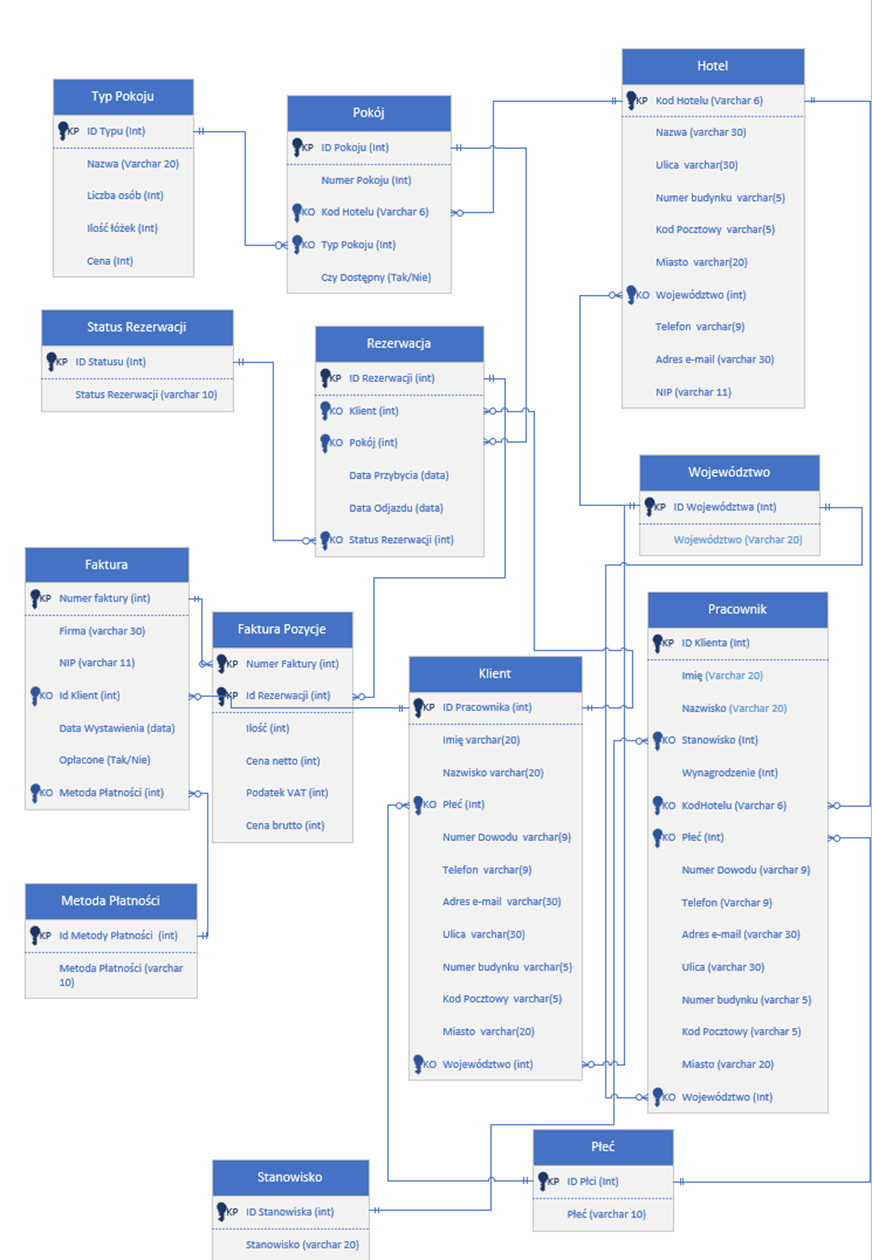 Typ Pokoju
KP ID Typu (Int)
Nazwa (Varchar 20)
Liczba osób (Int)
Ilość łóżek (Int)
Cena (Int)
Pokój
KP ID Pokoju (Int)
Numer Pokoju (Int)
KO Kod Hotelu (Varchar 6)
KO Typ Pokoju (Int)
Czy Dostępny (Tak/Nie)
Hotel
KP Kod Hotelu (Varchar 6)
Nazwa (varchar 30)
Ulica varchar(30)
Numer budynku varchar(5)
Kod Pocztowy varchar(5)
Miasto varchar(20)
KO Województwo (int)
Telefon varchar(9)
Adres e-mail (varchar 30)
NIP (varchar 11)
Status Rezerwacji
KP ID Statusu (Int)
Status Rezerwacji (varchar 10)
Rezerwacja
KP ID Rezerwacji (int)
KO Klient (int)
KO Pokój (int)
Data Przybycia (data)
Data Odjazdu (data)
KO Status Rezerwacji (int)
Województwo
KP ID Województwa (Int)
Województwo (Varchar 20)
Faktura
KP Numer faktury (int)
Firma (varchar 30)
NIP (varchar 11)
KO Id Klient (int)
Data Wystawienia (data)
Opłacone (Tak/Nie)
KO Metoda Płatności (int)
Faktura Pozycje
KP Numer Faktury (int)
KP Id Rezerwacji (int)
Ilość (int)
Cena netto (int)
Podatek VAT (int)
Cena brutto (int)
Klient
KP ID Pracownika (int)
Imię varchar(20)
Nazwisko varchar(20)
KO Płeć (Int)
Numer Dowodu varchar(9)
Telefon varchar(9)
Adres e-mail varchar(30)
Ulica varchar(30)
Numer budynku varchar(5)
Kod Pocztowy varchar(5)
Miasto varchar(20)
KO Województwo (int)
Pracownik
KP ID Klienta (Int)
Imię (Varchar 20)
Nazwisko (Varchar 20)
KO Stanowisko (Int)
Wynagrodzenie (Int)
KO KodHotelu (Varchar 6)
KO Płeć (Int)
Numer Dowodu (varchar 9)
Telefon (Varchar 9)
Adres e-mail (varchar 30)
Ulica (varchar 30)
Numer budynku (varchar 5)
Kod Pocztowy (varchar 5)
Miasto (varchar 20)
KO Województwo (Int)
Metoda Płatności
KP Id Metody Płatności (int)
Metoda Płatności (varchar
10)
Płeć
KP ID Płci (Int)
Płeć (varchar 10)
Stanowisko
KP ID Stanowiska (int)
Stanowisko (varchar 20)